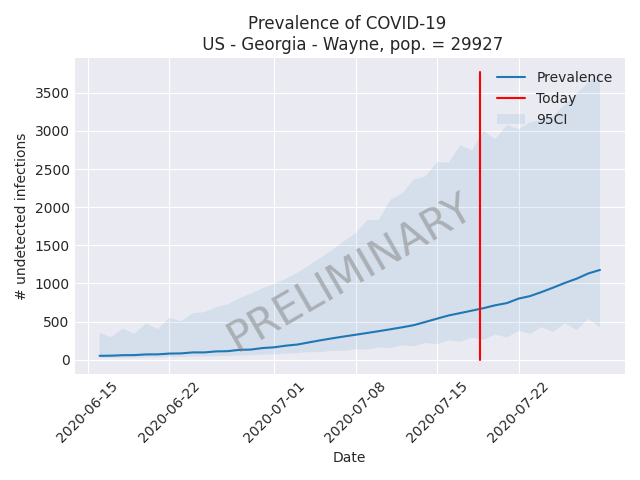 Prevalence of COVID-19
US - Georgia - Wayne, pop. = 29927
Prevalence
Today
95CI
3500
3000
2500
2000
1500
1000
500
0
# undetected infections
PRELIMINARY
2020-06-15
2020-06-22
2020-07-01
2020-07-08
2020-07-15
2020-07-22
Date